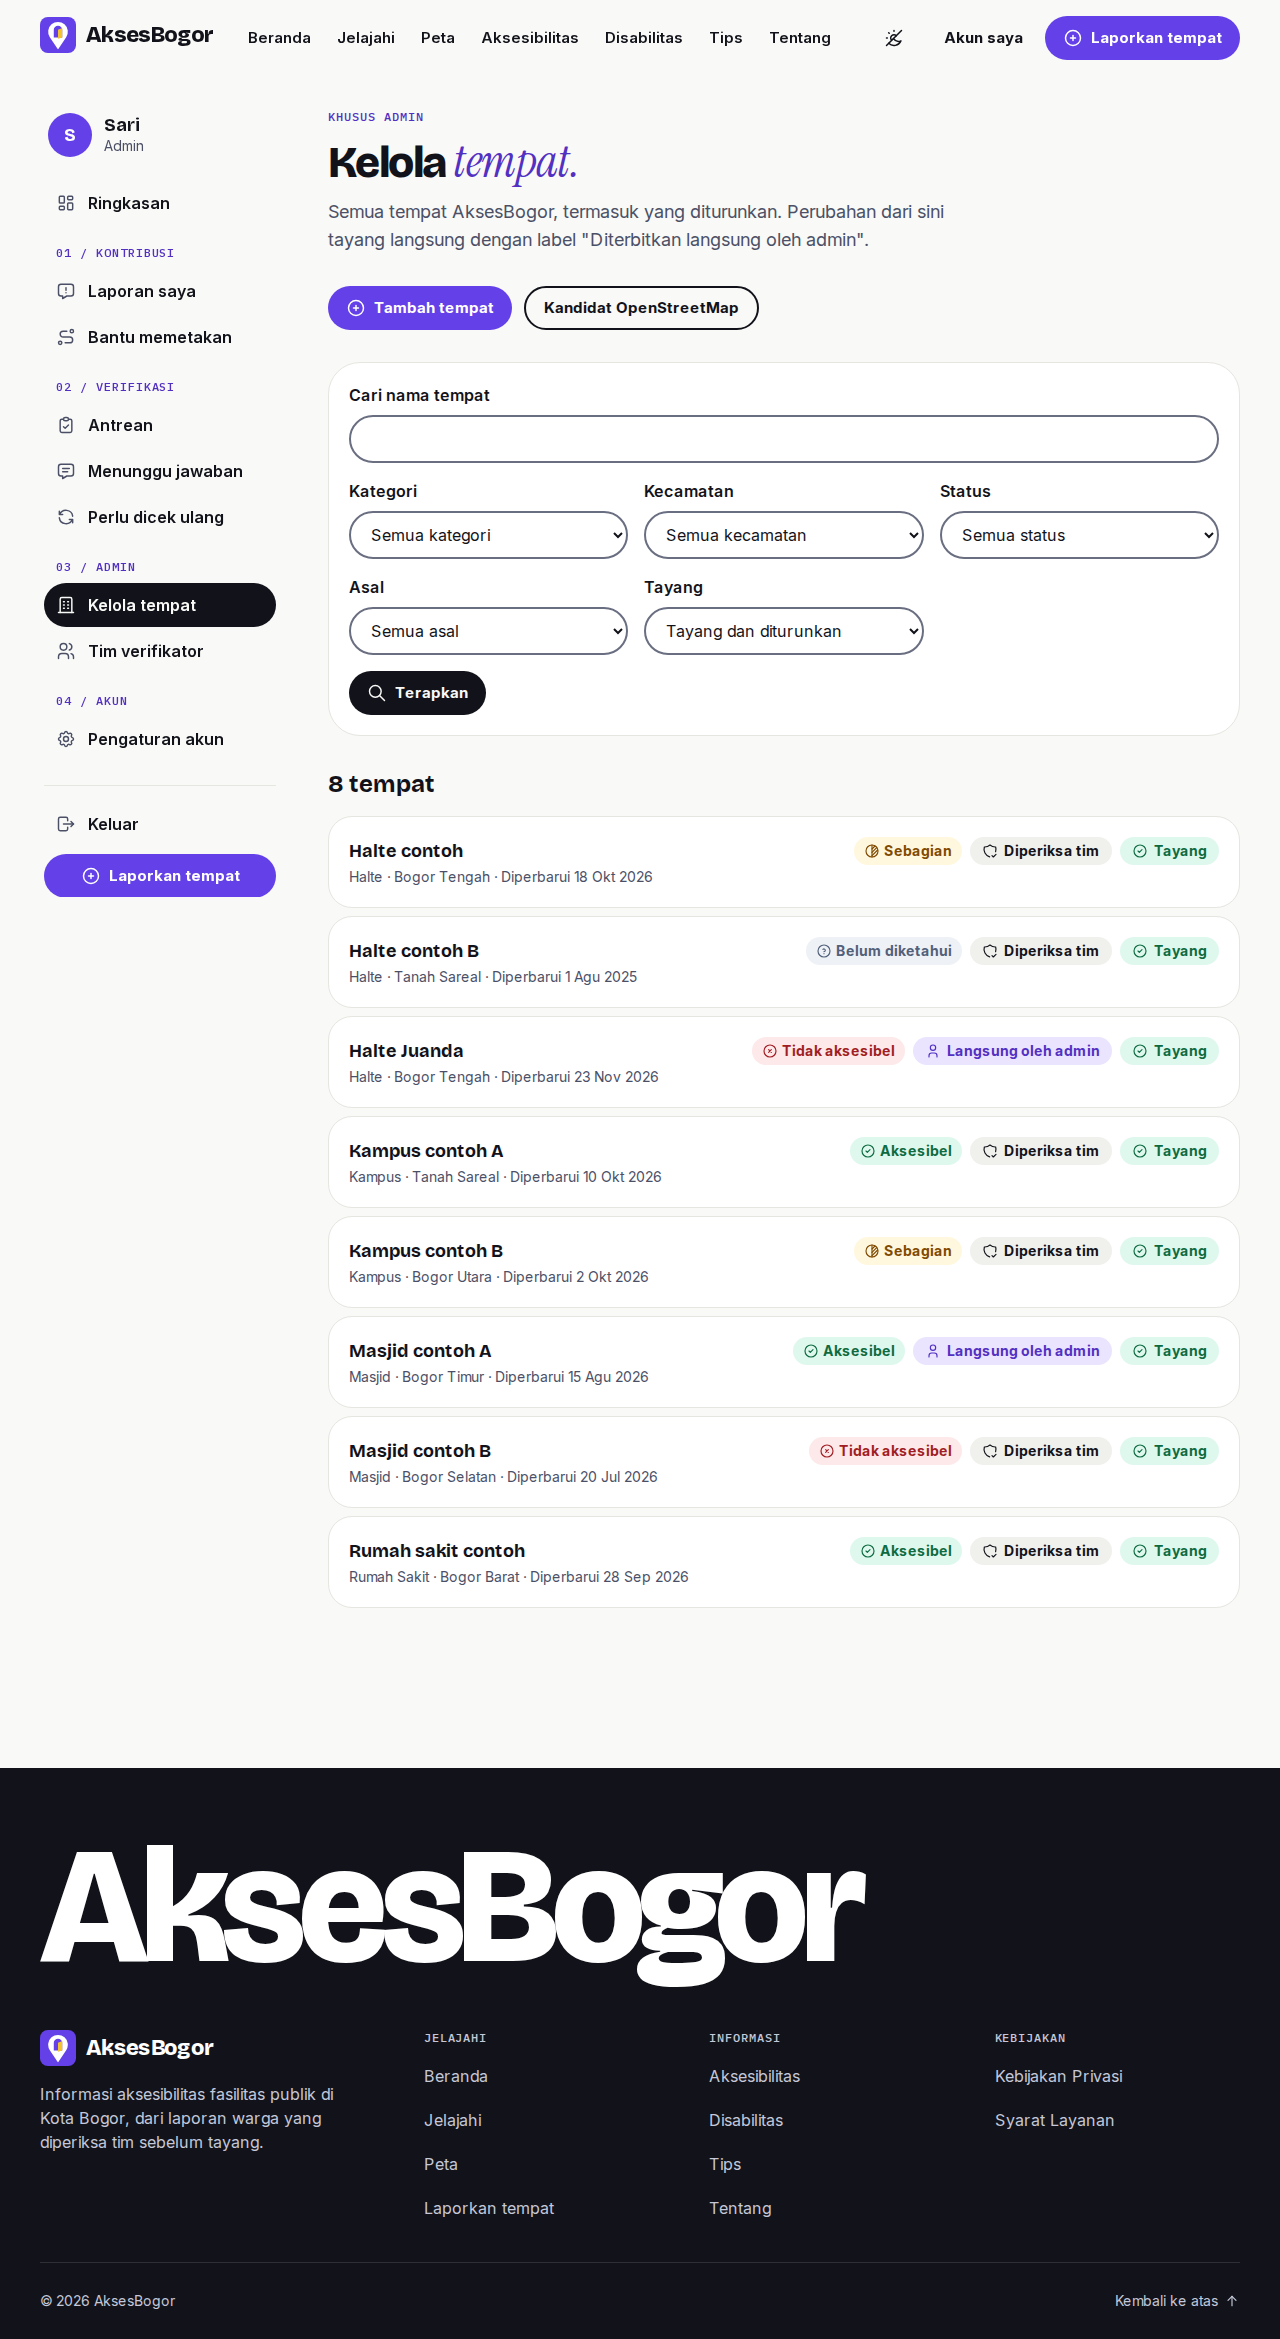 AksesBogor
Beranda
Jelajahi
Peta
Aksesibilitas
Disabilitas
Tips
Tentang
Akun saya
Laporkan tempat
S
Sari
Admin
Ringkasan
01 / KONTRIBUSI
Laporan saya
Bantu memetakan
02 / VERIFIKASI
Antrean
Menunggu jawaban
Perlu dicek ulang
03 / ADMIN
Kelola tempat
Tim verifikator
04 / AKUN
Pengaturan akun
Keluar
Laporkan tempat
KHUSUS ADMIN
Kelola tempat.
Semua tempat AksesBogor, termasuk yang diturunkan. Perubahan dari sini
tayang langsung dengan label "Diterbitkan langsung oleh admin".
Tambah tempat
Kandidat OpenStreetMap
Cari nama tempat
Kategori
Kecamatan
Status
Semua kategori
Semua kecamatan
Semua status
Asal
Tayang
Semua asal
Tayang dan diturunkan
Terapkan
8 tempat
Halte contoh
Sebagian
Diperiksa tim
Tayang
Halte · Bogor Tengah · Diperbarui 18 Okt 2026
Halte contoh B
Belum diketahui
Diperiksa tim
Tayang
Halte · Tanah Sareal · Diperbarui 1 Agu 2025
Halte Juanda
Tidak aksesibel
Langsung oleh admin
Tayang
Halte · Bogor Tengah · Diperbarui 23 Nov 2026
Kampus contoh A
Aksesibel
Diperiksa tim
Tayang
Kampus · Tanah Sareal · Diperbarui 10 Okt 2026
Kampus contoh B
Sebagian
Diperiksa tim
Tayang
Kampus · Bogor Utara · Diperbarui 2 Okt 2026
Masjid contoh A
Aksesibel
Langsung oleh admin
Tayang
Masjid · Bogor Timur · Diperbarui 15 Agu 2026
Masjid contoh B
Tidak aksesibel
Diperiksa tim
Tayang
Masjid · Bogor Selatan · Diperbarui 20 Jul 2026
Rumah sakit contoh
Aksesibel
Diperiksa tim
Tayang
Rumah Sakit · Bogor Barat · Diperbarui 28 Sep 2026
AksesBogor
AksesBogor
Informasi aksesibilitas fasilitas publik di
Kota Bogor, dari laporan warga yang
diperiksa tim sebelum tayang.
JELAJAHI
Beranda
Jelajahi
Peta
Laporkan tempat
INFORMASI
Aksesibilitas
Disabilitas
Tips
Tentang
KEBIJAKAN
Kebijakan Privasi
Syarat Layanan
© 2026 AksesBogor
Kembali ke atas ↑